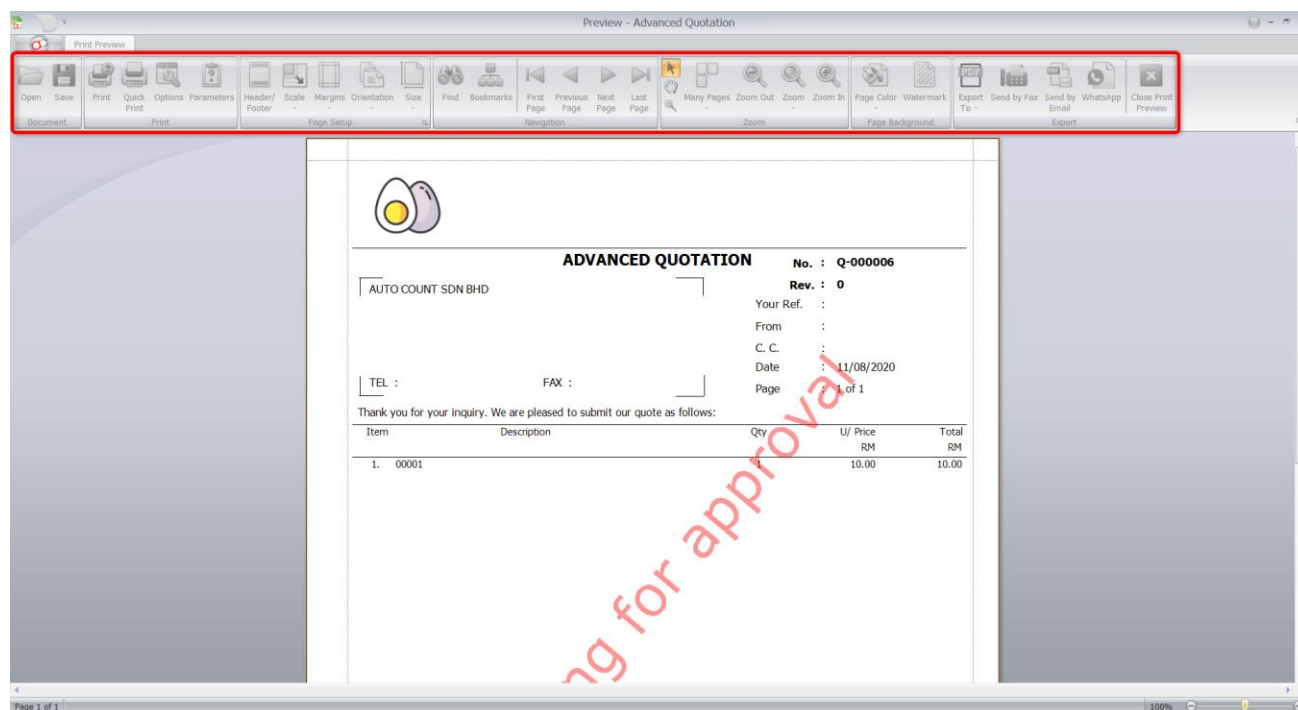 Preview - Advanced Quotation
Print Preview
Open Save Print Quick Print Options Parameters Header/ Footer Scale Margins Orientation Size Find Bookmarks First Page Previous Page Next Page Last Page Many Pages Zoom Out Zoom Zoom In Page Color Watermark Export To Send by Fax Send by Email WhatsApp Close Print Preview
Document Print Page Setup Navigation Zoom Page Background Export
ADVANCED QUOTATION No. : Q-000006
AUTO COUNT SDN BHD Rev. : 0
Your Ref. :
From :
C. C. :
Date : 11/08/2020
TEL : FAX : Page : 1 of 1
Thank you for your inquiry. We are pleased to submit our quote as follows:
Item Description Qty U/ Price Total
RM RM
1. 00001 1 10.00 10.00
ng for approval
Page 1 of 1 100%